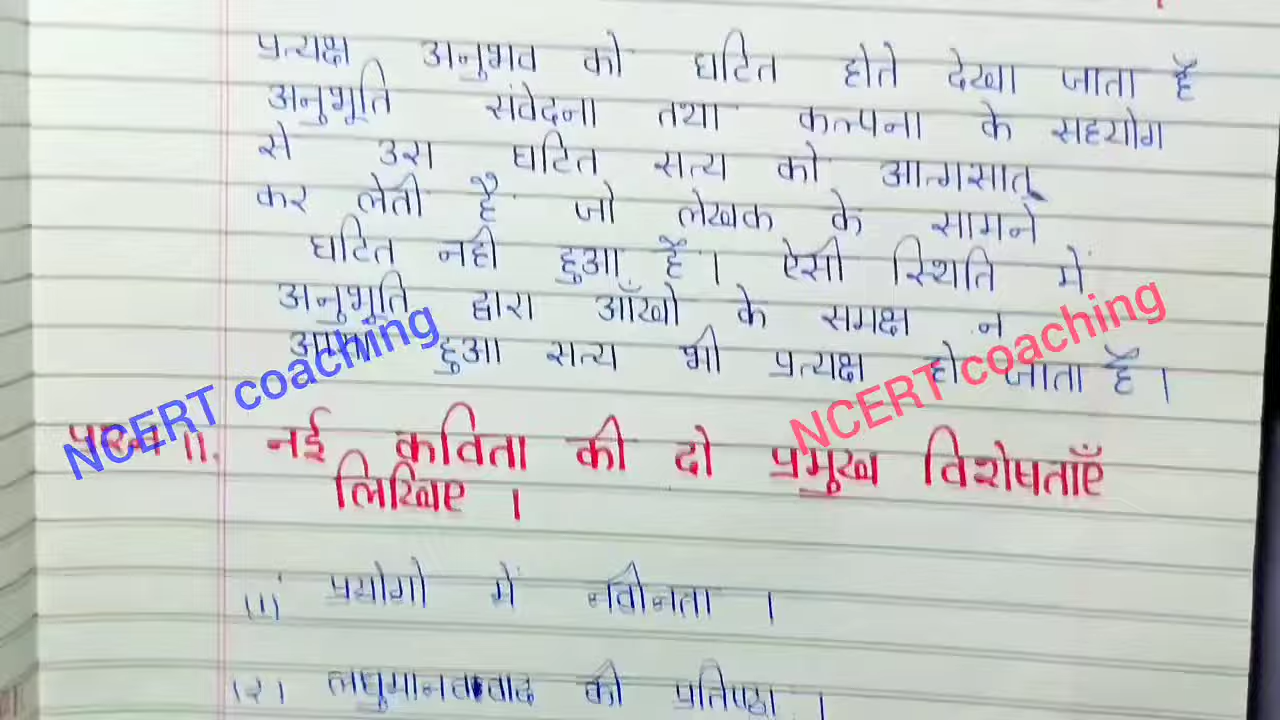 प्रत्यक्ष अनुभव को घटित होते देखा जाता है
अनुभूति संवेदना तथा कल्पना के सहयोग
से उस घटित सत्य को आत्मसात्
कर लेती है जो लेखक के सामने
घटित नही हुआ है । ऐसी स्थिति में
अनुभूति द्वारा आँखो के समक्ष न
हुआ सत्य भी प्रत्यक्ष हो जाता है ।
NCERT coaching
NCERT coaching
प्रश्न 11. नई कविता की दो प्रमुख विशेषताएँ
लिखिए ।
(1) प्रयोगो में नवीनता ।
(2) लघुमानववाद की प्रतिष्ठा ।